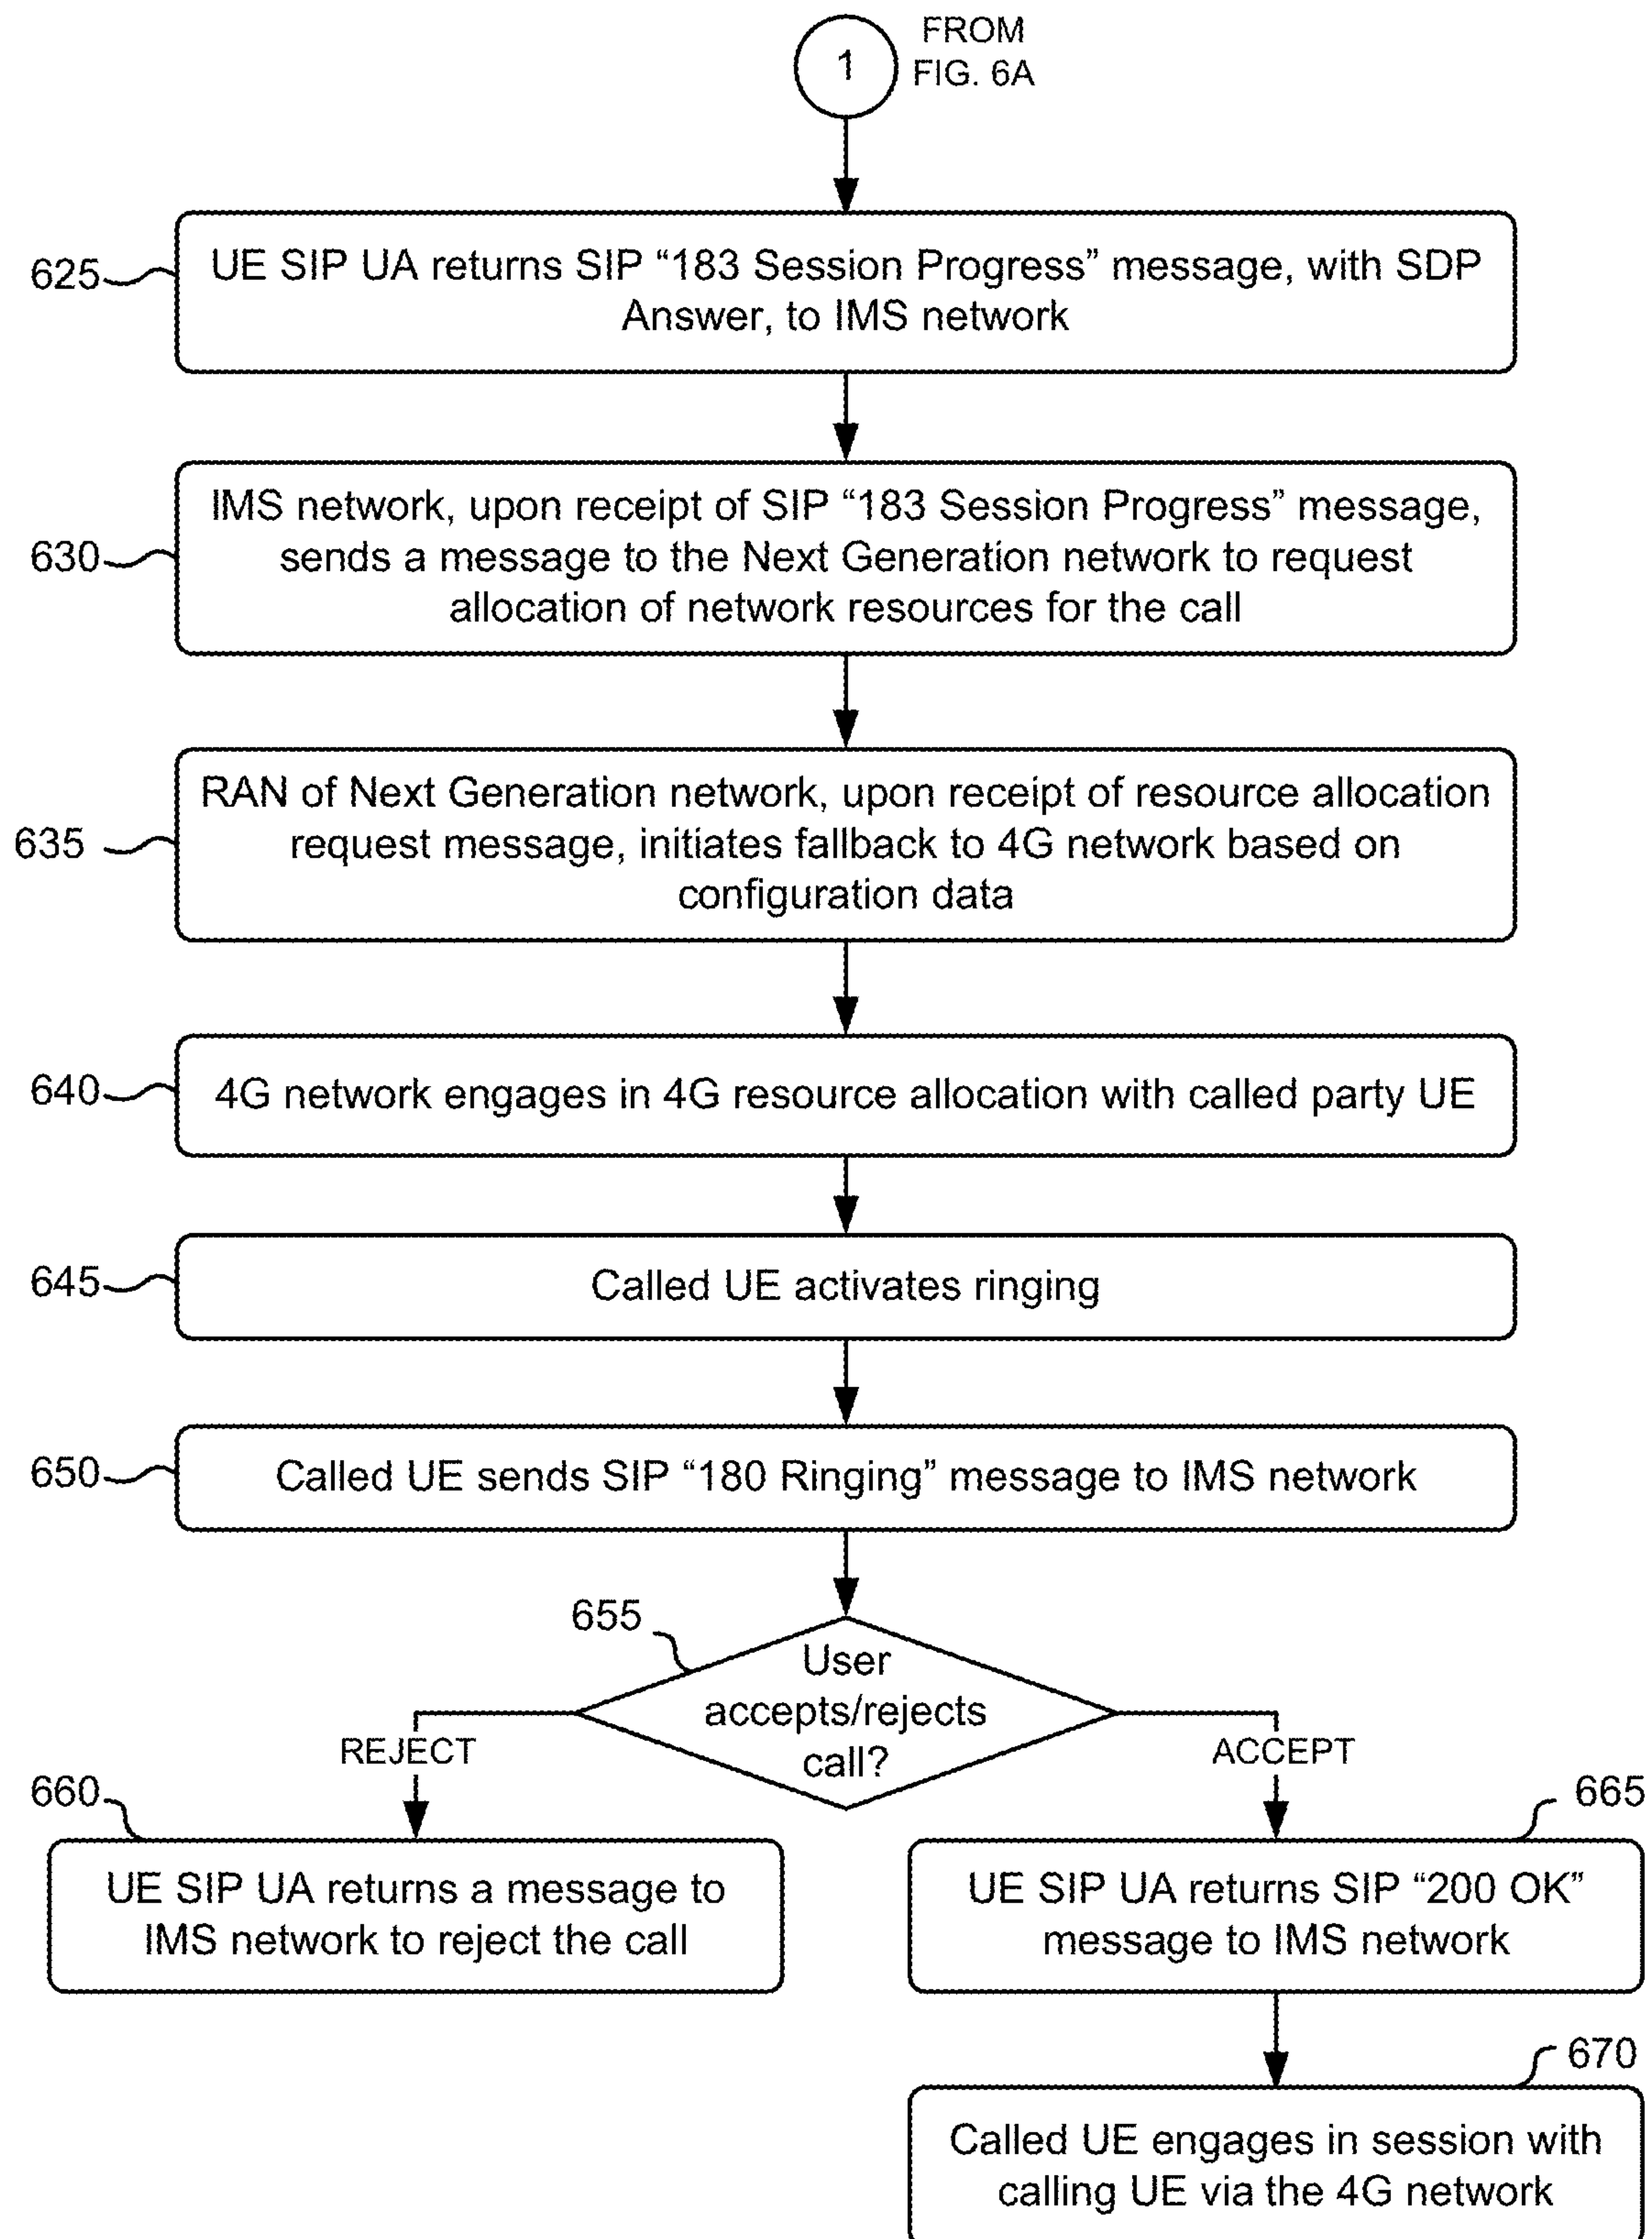 1
FROM
FIG. 6A
625
UE SIP UA returns SIP “183 Session Progress” message, with SDP
Answer, to IMS network
630
IMS network, upon receipt of SIP “183 Session Progress” message,
sends a message to the Next Generation network to request
allocation of network resources for the call
635
RAN of Next Generation network, upon receipt of resource allocation
request message, initiates fallback to 4G network based on
configuration data
640
4G network engages in 4G resource allocation with called party UE
645
Called UE activates ringing
650
Called UE sends SIP “180 Ringing” message to IMS network
655
User
accepts/rejects
call?
REJECT
ACCEPT
660
UE SIP UA returns a message to
IMS network to reject the call
665
UE SIP UA returns SIP “200 OK”
message to IMS network
670
Called UE engages in session with
calling UE via the 4G network